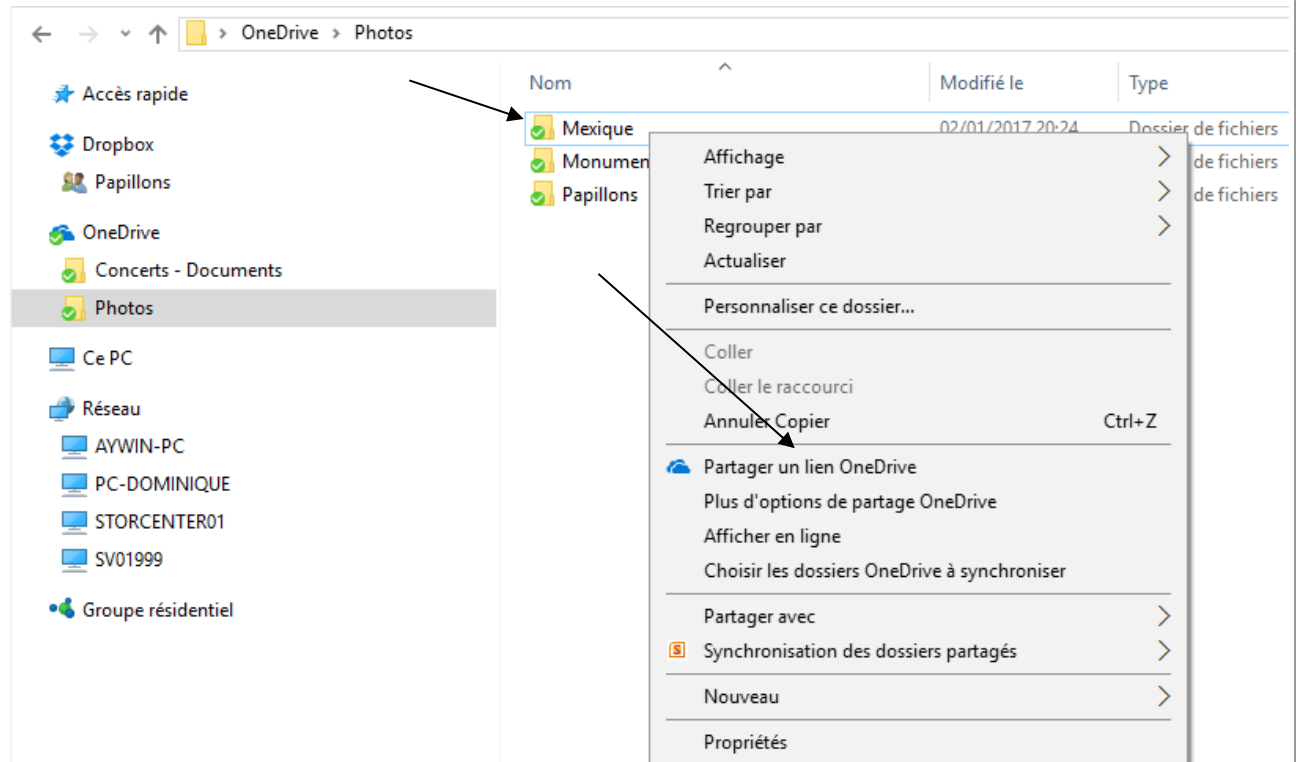 OneDrive > Photos
Accès rapide
Dropbox
Papillons
OneDrive
Concerts - Documents
Photos
Ce PC
Réseau
AYWIN-PC
PC-DOMINIQUE
STORCENTER01
SV01999
Groupe résidentiel
Nom Modifié le Type
Mexique 02/01/2017 20:24 Dossier de fichiers
Monumen de fichiers
Papillons de fichiers
Affichage
Trier par
Regrouper par
Actualiser
Personnaliser ce dossier...
Coller
Coller le raccourci
Annuler Copier Ctrl+Z
Partager un lien OneDrive
Plus d'options de partage OneDrive
Afficher en ligne
Choisir les dossiers OneDrive à synchroniser
Partager avec
S Synchronisation des dossiers partagés
Nouveau
Propriétés